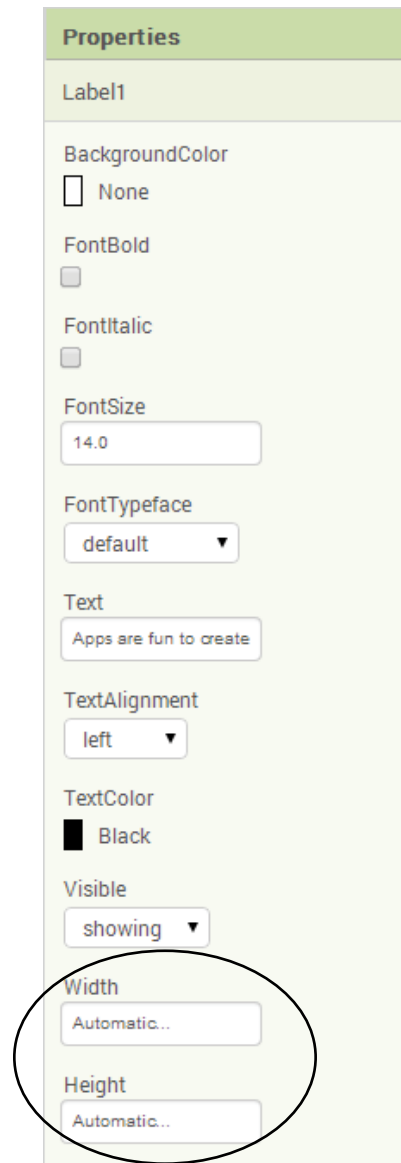 Properties
Label1
BackgroundColor
None
FontBold
FontItalic
FontSize
14.0
FontTypeface
default
Text
Apps are fun to create
TextAlignment
left
TextColor
Black
Visible
showing
Width
Automatic...
Height
Automatic...